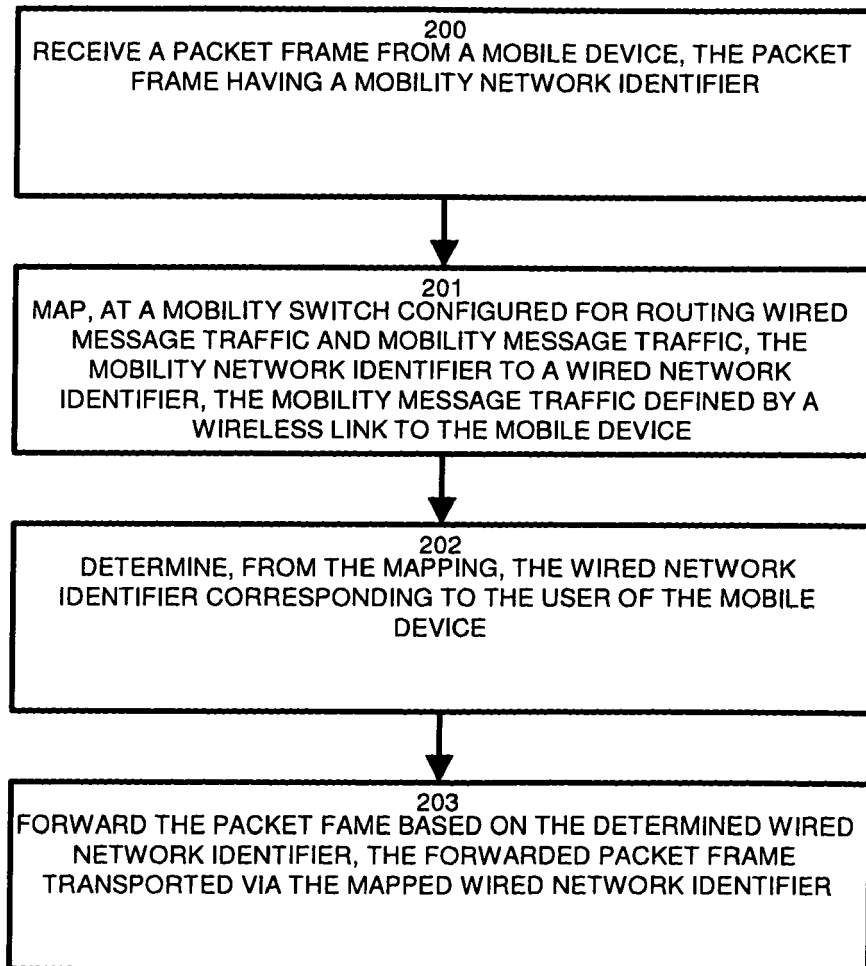 200
RECEIVE A PACKET FRAME FROM A MOBILE DEVICE, THE PACKET
FRAME HAVING A MOBILITY NETWORK IDENTIFIER
201
MAP, AT A MOBILITY SWITCH CONFIGURED FOR ROUTING WIRED
MESSAGE TRAFFIC AND MOBILITY MESSAGE TRAFFIC, THE
MOBILITY NETWORK IDENTIFIER TO A WIRED NETWORK
IDENTIFIER, THE MOBILITY MESSAGE TRAFFIC DEFINED BY A
WIRELESS LINK TO THE MOBILE DEVICE
202
DETERMINE, FROM THE MAPPING, THE WIRED NETWORK
IDENTIFIER CORRESPONDING TO THE USER OF THE MOBILE
DEVICE
203
FORWARD THE PACKET FAME BASED ON THE DETERMINED WIRED
NETWORK IDENTIFIER, THE FORWARDED PACKET FRAME
TRANSPORTED VIA THE MAPPED WIRED NETWORK IDENTIFIER